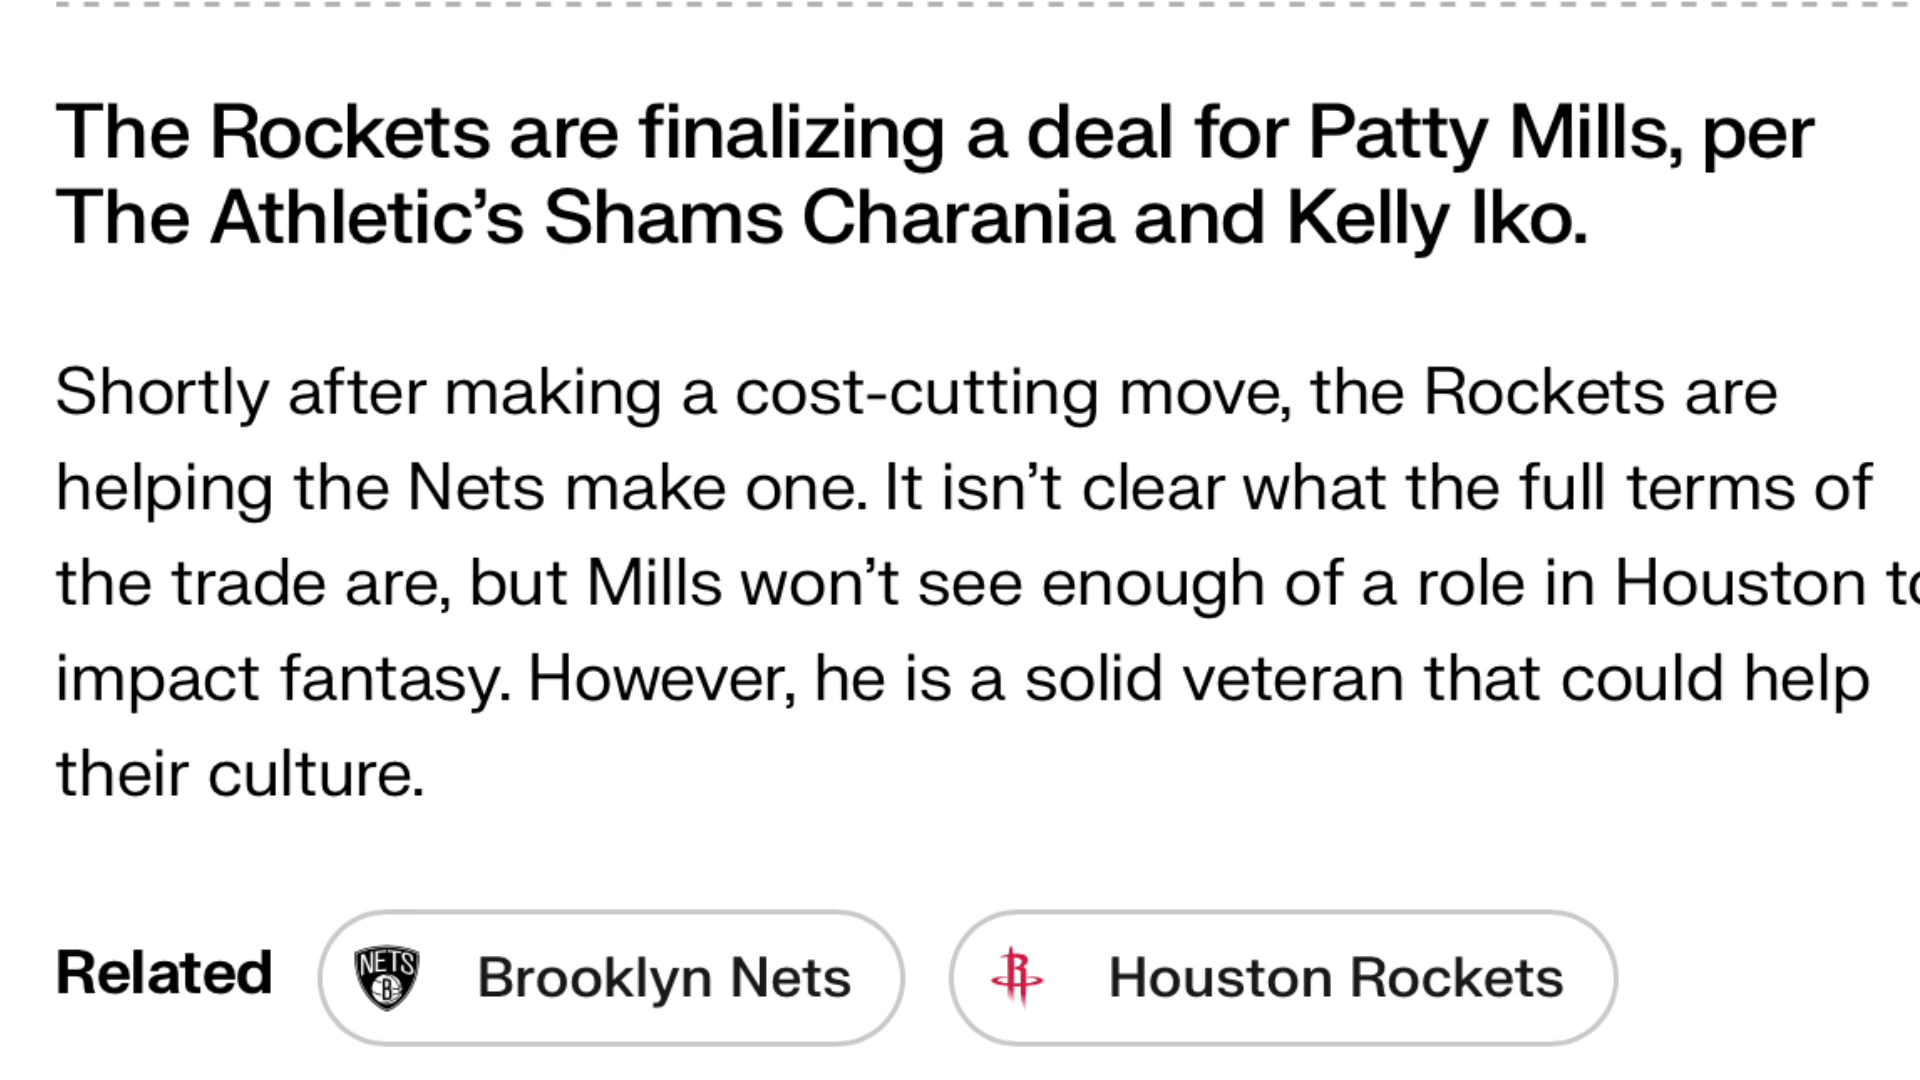 The Rockets are finalizing a deal for Patty Mills, per
The Athletic’s Shams Charania and Kelly Iko.
Shortly after making a cost-cutting move, the Rockets are
helping the Nets make one. It isn’t clear what the full terms of
the trade are, but Mills won’t see enough of a role in Houston to
impact fantasy. However, he is a solid veteran that could help
their culture.
Related
NETS B Brooklyn Nets
R Houston Rockets